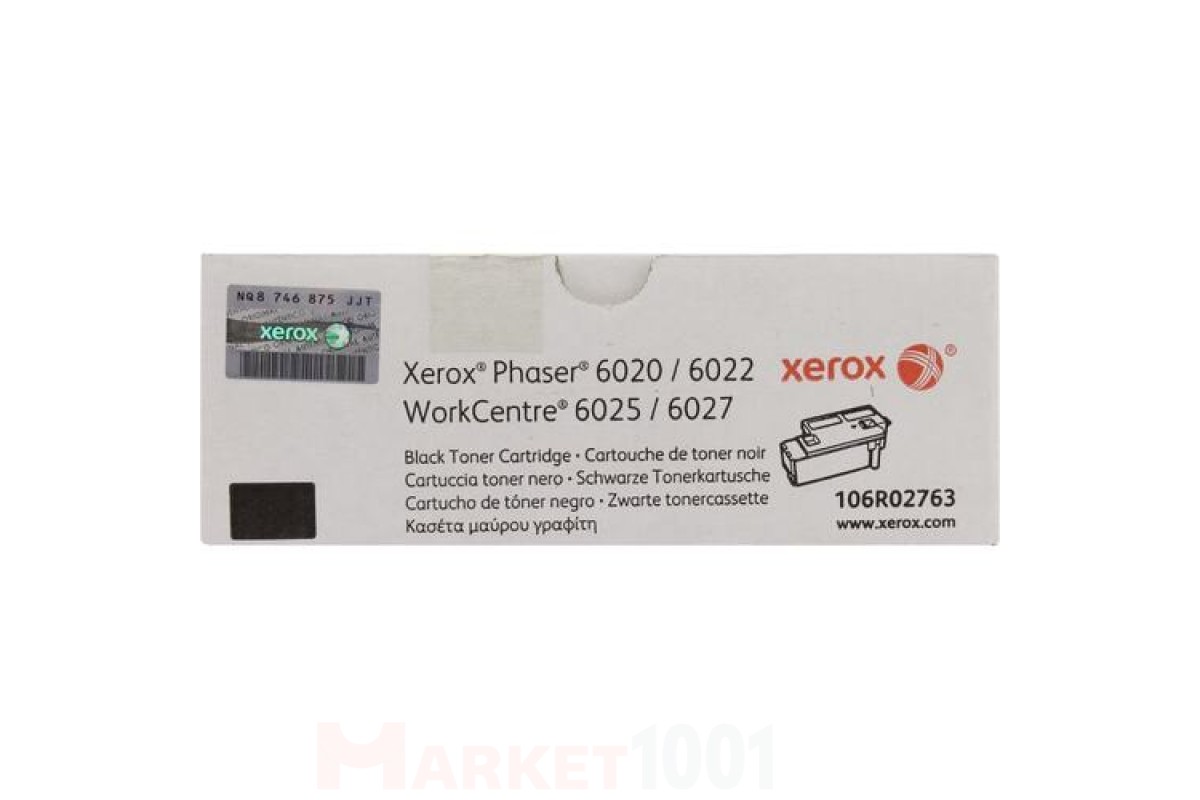 NQ8 746 875 JJT
xerox
Xerox® Phaser® 6020 / 6022
WorkCentre® 6025 / 6027
xerox ®
Black Toner Cartridge • Cartouche de toner noir
Cartuccia toner nero • Schwarze Tonerkartusche
Cartucho de tóner negro • Zwarte tonercassette
Κασέτα μαύρου γραφίτη
106R02763
www.xerox.com
MARKET1001